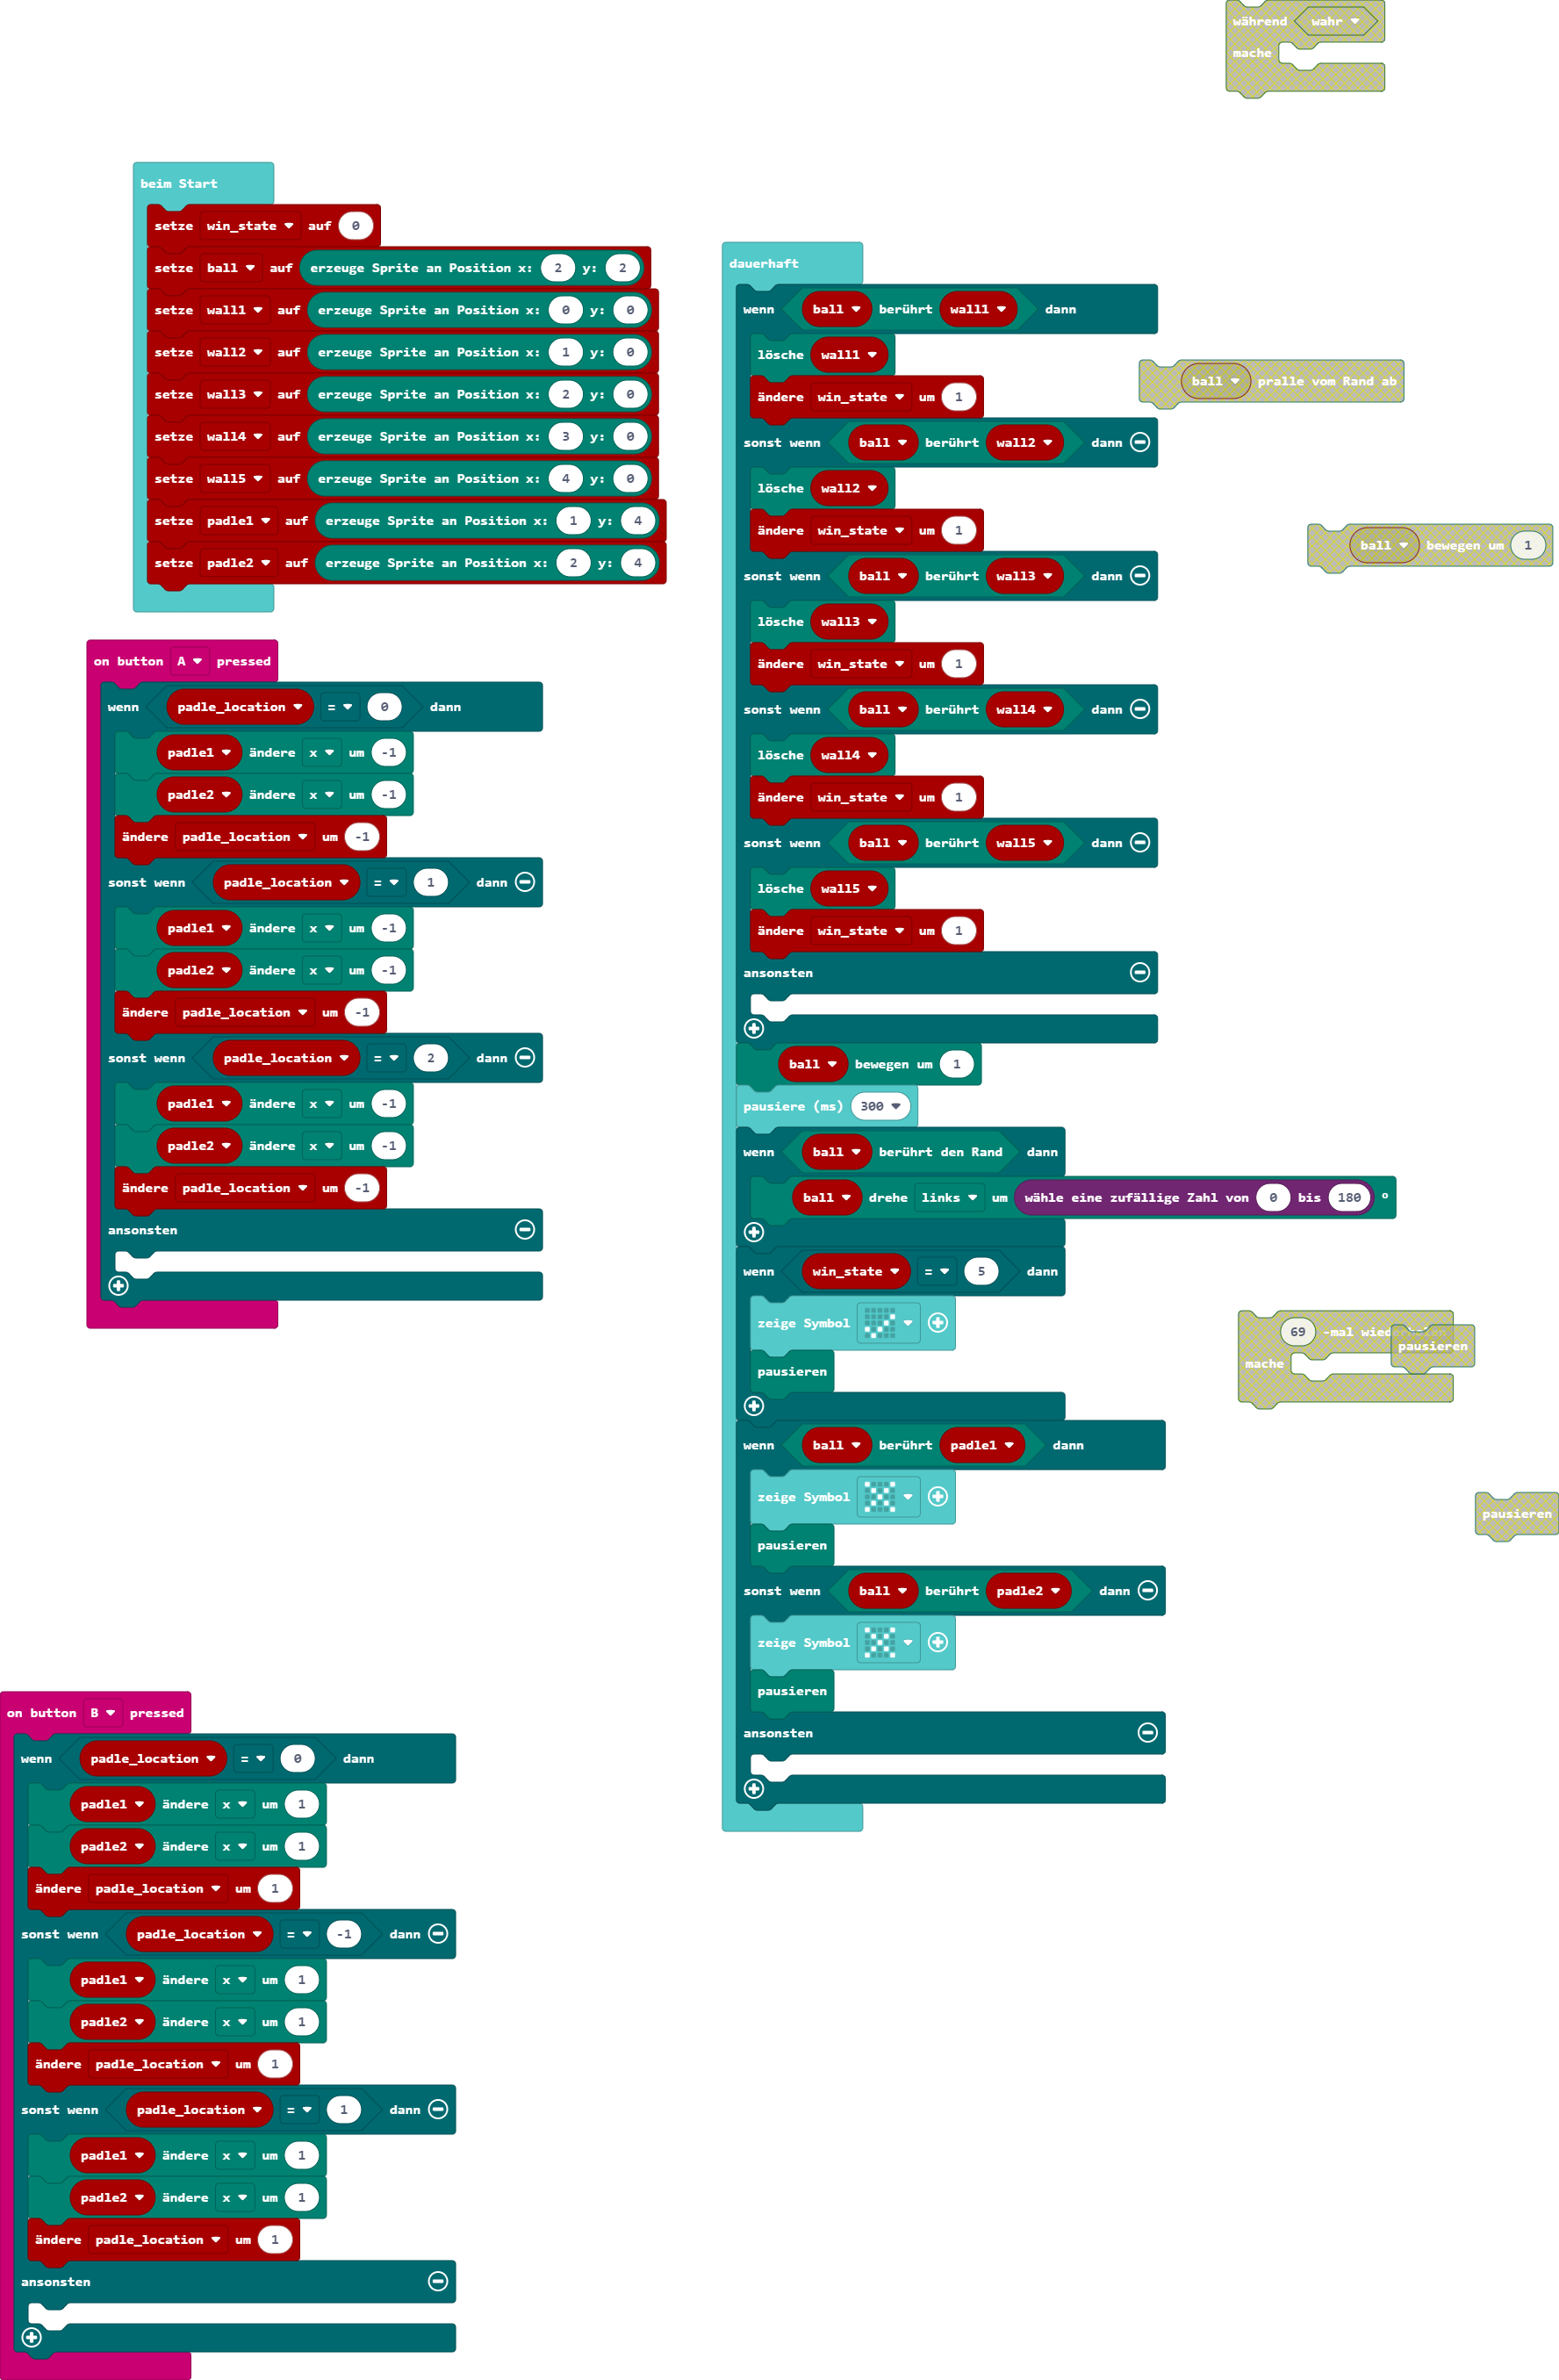 während wahr
mache
beim Start
setze win_state auf 0
setze ball auf erzeuge Sprite an Position x: 2 y: 2
setze wall1 auf erzeuge Sprite an Position x: 0 y: 0
setze wall2 auf erzeuge Sprite an Position x: 1 y: 0
setze wall3 auf erzeuge Sprite an Position x: 2 y: 0
setze wall4 auf erzeuge Sprite an Position x: 3 y: 0
setze wall5 auf erzeuge Sprite an Position x: 4 y: 0
setze padle1 auf erzeuge Sprite an Position x: 1 y: 4
setze padle2 auf erzeuge Sprite an Position x: 2 y: 4
on button A pressed
wenn padle_location = 0 dann
padle1 ändere x um -1
padle2 ändere x um -1
ändere padle_location um -1
sonst wenn padle_location = 1 dann
padle1 ändere x um -1
padle2 ändere x um -1
ändere padle_location um -1
sonst wenn padle_location = 2 dann
padle1 ändere x um -1
padle2 ändere x um -1
ändere padle_location um -1
ansonsten
on button B pressed
wenn padle_location = 0 dann
padle1 ändere x um 1
padle2 ändere x um 1
ändere padle_location um 1
sonst wenn padle_location = -1 dann
padle1 ändere x um 1
padle2 ändere x um 1
ändere padle_location um 1
sonst wenn padle_location = 1 dann
padle1 ändere x um 1
padle2 ändere x um 1
ändere padle_location um 1
ansonsten
dauerhaft
wenn ball berührt wall1 dann
lösche wall1
ändere win_state um 1
sonst wenn ball berührt wall2 dann
lösche wall2
ändere win_state um 1
sonst wenn ball berührt wall3 dann
lösche wall3
ändere win_state um 1
sonst wenn ball berührt wall4 dann
lösche wall4
ändere win_state um 1
sonst wenn ball berührt wall5 dann
lösche wall5
ändere win_state um 1
ansonsten
ball bewegen um 1
pausiere (ms) 300
wenn ball berührt den Rand dann
ball drehe links um wähle eine zufällige Zahl von 0 bis 180 °
wenn win_state = 5 dann
zeige Symbol
pausieren
wenn ball berührt padle1 dann
zeige Symbol
pausieren
sonst wenn ball berührt padle2 dann
zeige Symbol
pausieren
ansonsten
ball pralle vom Rand ab
ball bewegen um 1
69 -mal
mache
pausieren
pausieren